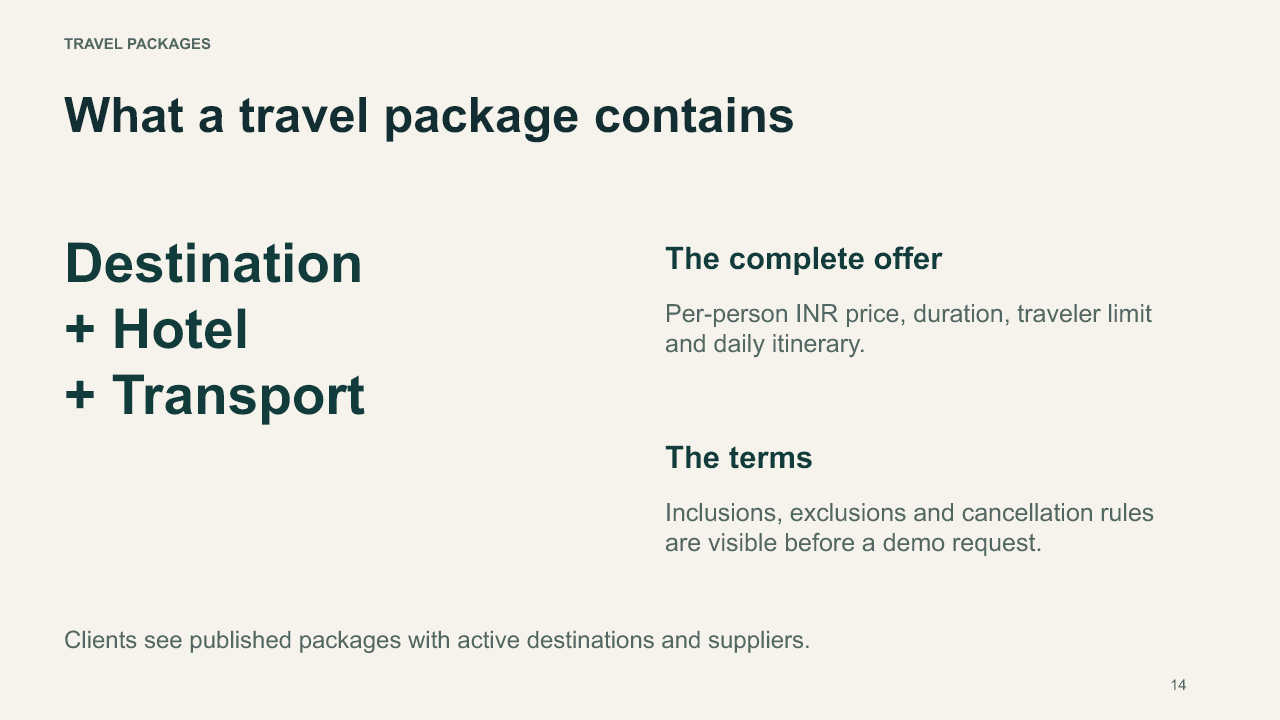 TRAVEL PACKAGES
What a travel package contains
Destination
+ Hotel
+ Transport
The complete offer
Per-person INR price, duration, traveler limit
and daily itinerary.
The terms
Inclusions, exclusions and cancellation rules
are visible before a demo request.
Clients see published packages with active destinations and suppliers.
14